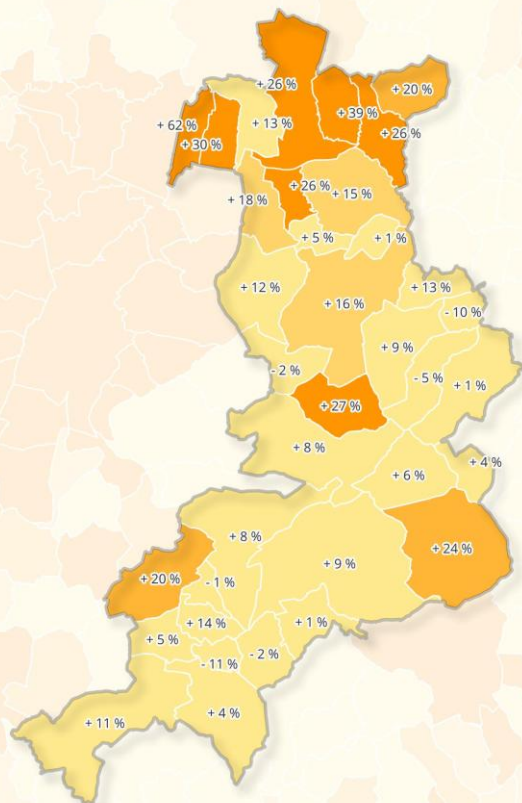 + 26 %
+ 20 %
+ 39 %
+ 62 %
+ 13 %
+ 26 %
+ 30 %
+ 26 %
+ 15 %
+ 18 %
+ 5 %
+ 1 %
+ 12 %
+ 13 %
+ 16 %
- 10 %
+ 9 %
- 2 %
- 5 %
+ 1 %
+ 27 %
+ 8 %
+ 4 %
+ 6 %
+ 8 %
+ 24 %
+ 9 %
+ 20 %
- 1 %
+ 14 %
+ 1 %
+ 5 %
- 2 %
- 11 %
+ 4 %
+ 11 %